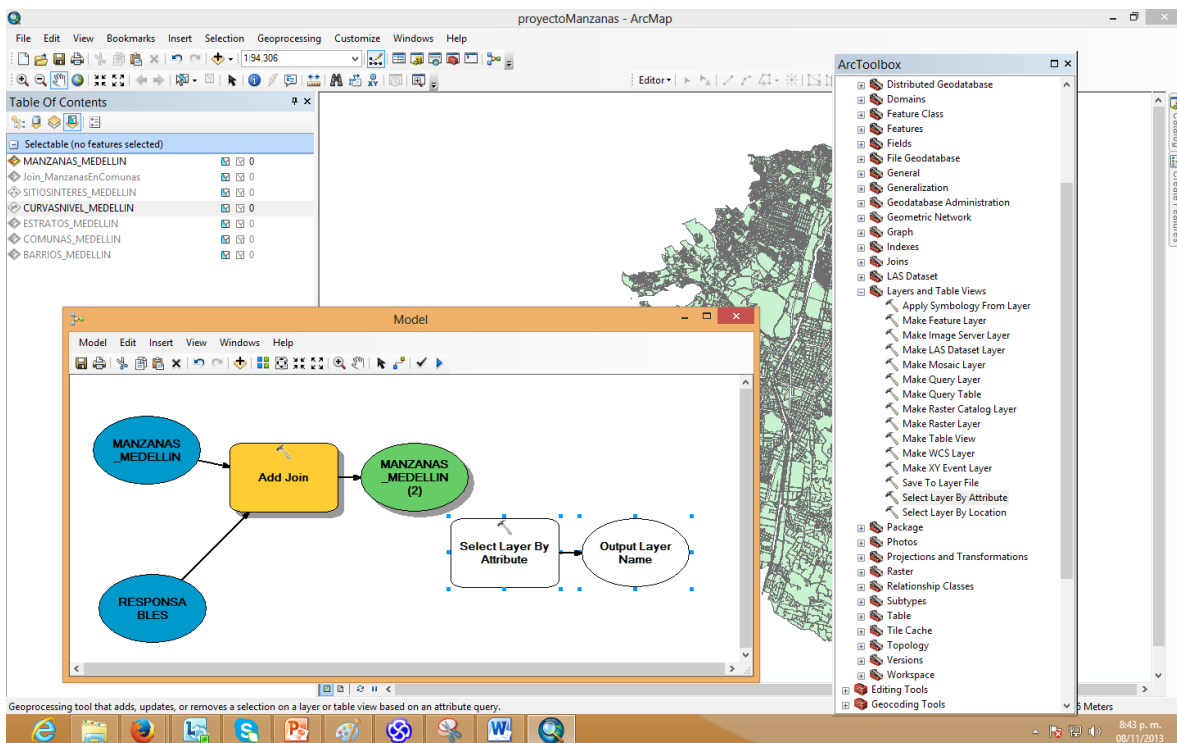 proyectoManzanas - ArcMap
File Edit View Bookmarks Insert Selection Geoprocessing Customize Windows Help
1:94.306
Editor
Table Of Contents
Selectable (no features selected)
MANZANAS_MEDELLIN 0
Join_ManzanasEnComunas 0
SITIOSINTERES_MEDELLIN 0
CURVASNIVEL_MEDELLIN 0
ESTRATOS_MEDELLIN 0
COMUNAS_MEDELLIN 0
BARRIOS_MEDELLIN 0
Model
Model Edit Insert View Windows Help
MANZANAS
_MEDELLIN
Add Join
MANZANAS
_MEDELLIN
(2)
Select Layer By
Attribute
Output Layer
Name
RESPONSA
BLES
ArcToolbox
Distributed Geodatabase
Domains
Feature Class
Features
Fields
File Geodatabase
General
Generalization
Geodatabase Administration
Geometric Network
Graph
Indexes
Joins
LAS Dataset
Layers and Table Views
Apply Symbology From Layer
Make Feature Layer
Make Image Server Layer
Make LAS Dataset Layer
Make Mosaic Layer
Make Query Layer
Make Query Table
Make Raster Catalog Layer
Make Raster Layer
Make Table View
Make WCS Layer
Make XY Event Layer
Save To Layer File
Select Layer By Attribute
Select Layer By Location
Package
Photos
Projections and Transformations
Raster
Relationship Classes
Subtypes
Table
Tile Cache
Topology
Versions
Workspace
Editing Tools
Geocoding Tools
Create Features
Geoprocessing tool that adds, updates, or removes a selection on a layer or table view based on an attribute query.
Meters
8:43 p. m.
08/11/2013